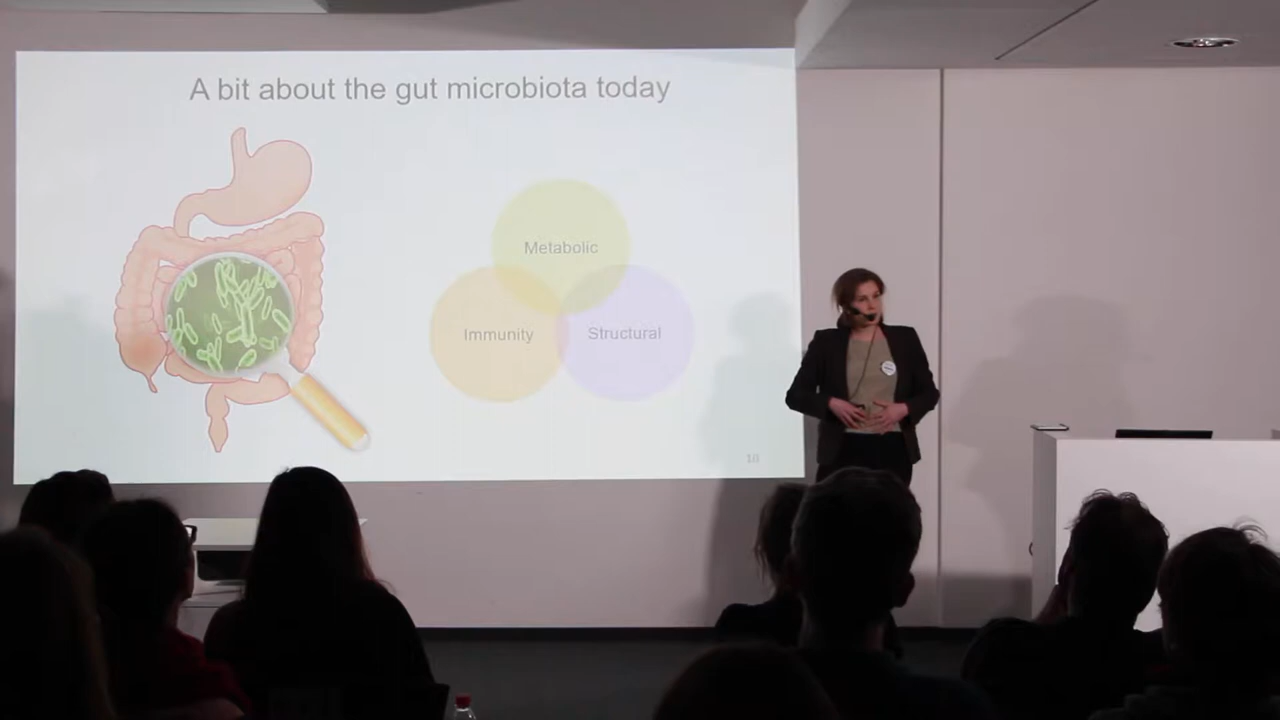 A bit about the gut microbiota today
Metabolic
Immunity
Structural